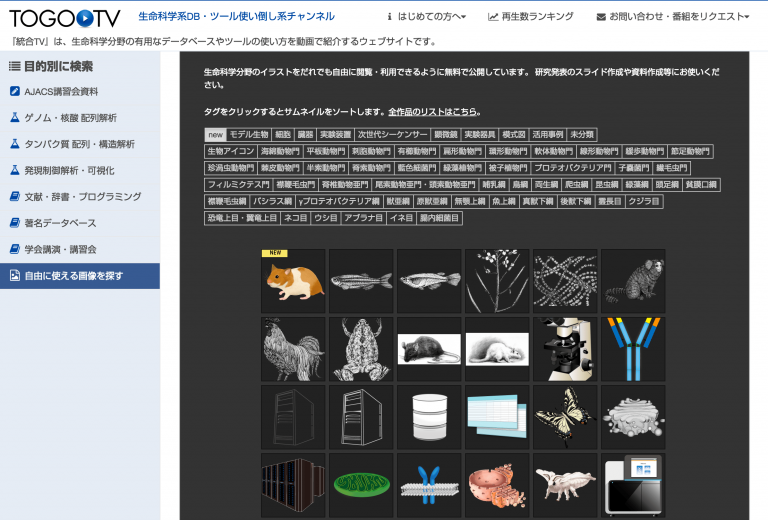 TOGOTV
生命科学系DB・ツール使い倒し系チャンネル
はじめての方へ
再生数ランキング
お問い合わせ・番組をリクエスト
『統合TV』は、生命科学分野の有用なデータベースやツールの使い方を動画で紹介するウェブサイトです。
目的別に検索
AJACS講習会資料
ゲノム・核酸 配列解析
タンパク質 配列・構造解析
発現制御解析・可視化
文献・辞書・プログラミング
著名データベース
学会講演・講習会
自由に使える画像を探す
生命科学分野のイラストをだれでも自由に閲覧・利用できるように無料で公開しています。 研究発表のスライド作成や資料作成等にお使いくだ
さい。
タグをクリックするとサムネイルをソートします。全作品のリストはこちら。
new モデル生物 細胞 臓器 実験装置 次世代シーケンサー 顕微鏡 実験器具 模式図 活用事例 未分類
生物アイコン 海綿動物門 平板動物門 刺胞動物門 有櫛動物門 扁形動物門 環形動物門 軟体動物門 線形動物門 緩歩動物門 節足動物門
珍渦虫動物門 棘皮動物門 半索動物門 脊索動物門 藍色細菌門 緑藻植物門 被子植物門 プロテオバクテリア門 子嚢菌門 繊毛虫門
フィルミクテス門 襟鞭毛虫門 脊椎動物亜門 尾索動物亜門・頭索動物亜門 哺乳綱 鳥綱 両生綱 爬虫綱 昆虫綱 緑藻綱 頭足綱 貧膜口綱
襟鞭毛虫綱 バシラス綱 γプロテオバクテリア綱 獣亜綱 原獣亜綱 無顎上綱 魚上綱 真獣下綱 後獣下綱 霊長目 クジラ目
恐竜上目・翼竜上目 ネコ目 ウシ目 アブラナ目 イネ目 腸内細菌目
NEW